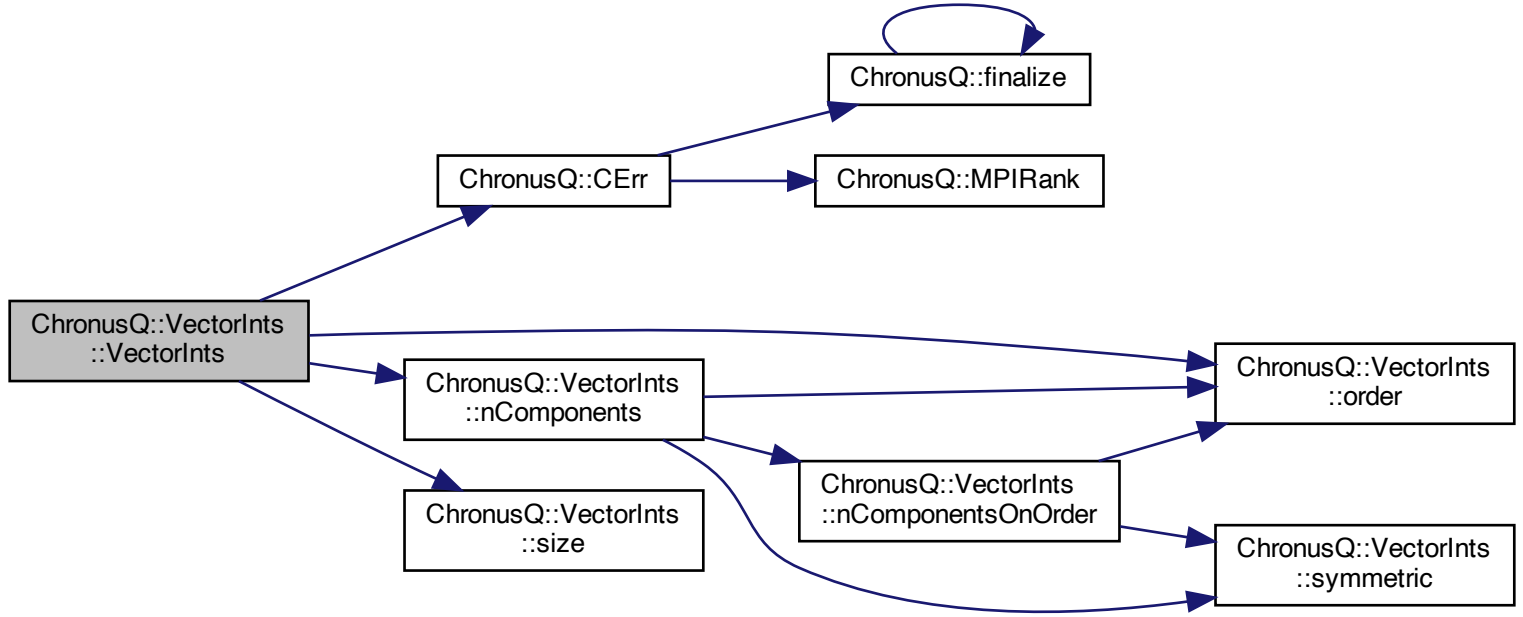 ChronusQ::finalize
ChronusQ::CErr
ChronusQ::MPIRank
ChronusQ::VectorInts
::VectorInts
ChronusQ::VectorInts
::nComponents
ChronusQ::VectorInts
::order
ChronusQ::VectorInts
::nComponentsOnOrder
ChronusQ::VectorInts
::size
ChronusQ::VectorInts
::symmetric